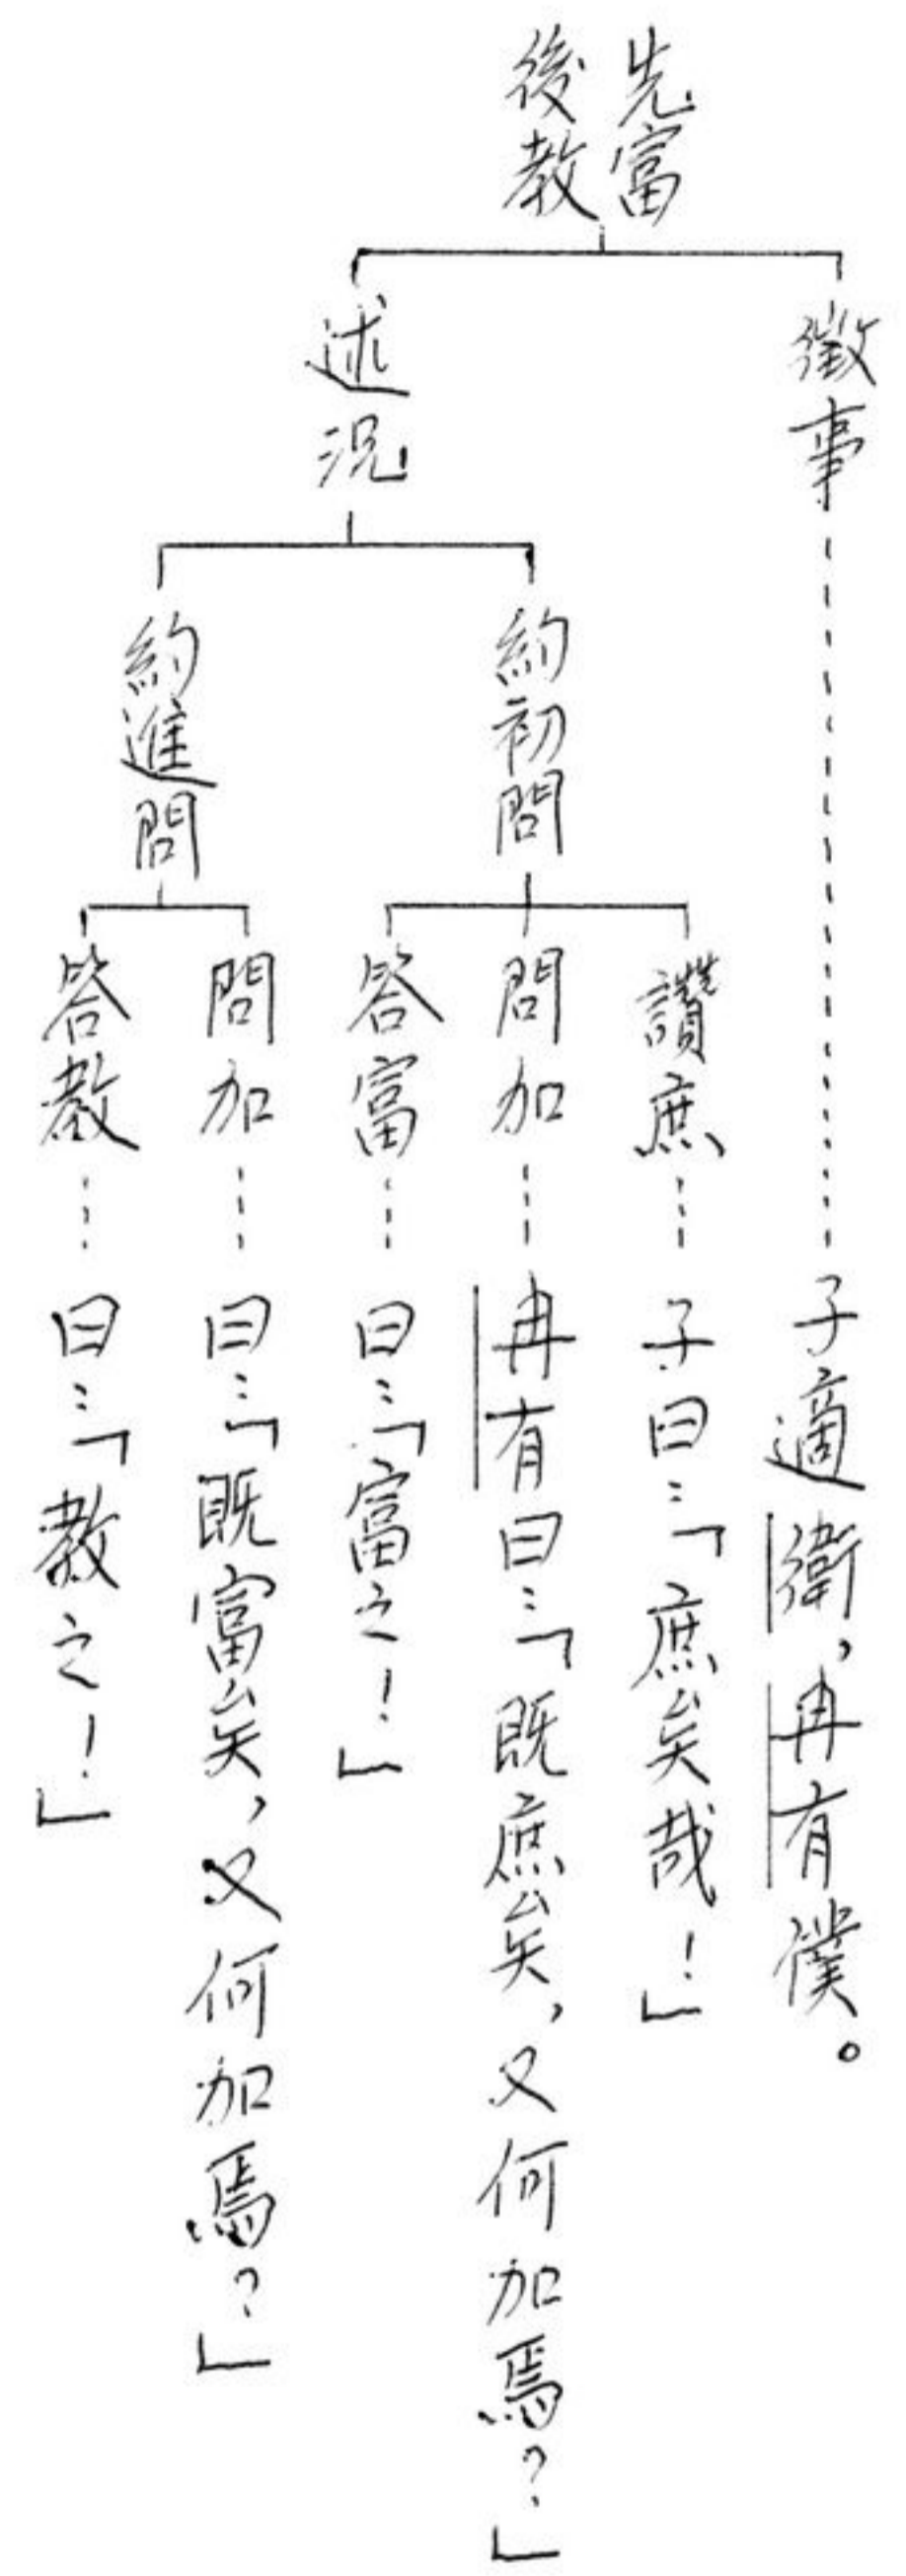 先富
後教
徵事
子適衛，冉有僕。
述況
約初問
讚庶
子曰：「庶矣哉！」
問加
冉有曰：「既庶矣，又何加焉？」
答富
曰：「富之！」
約進問
問加
曰：「既富矣，又何加焉？」
答教
曰：「教之！」